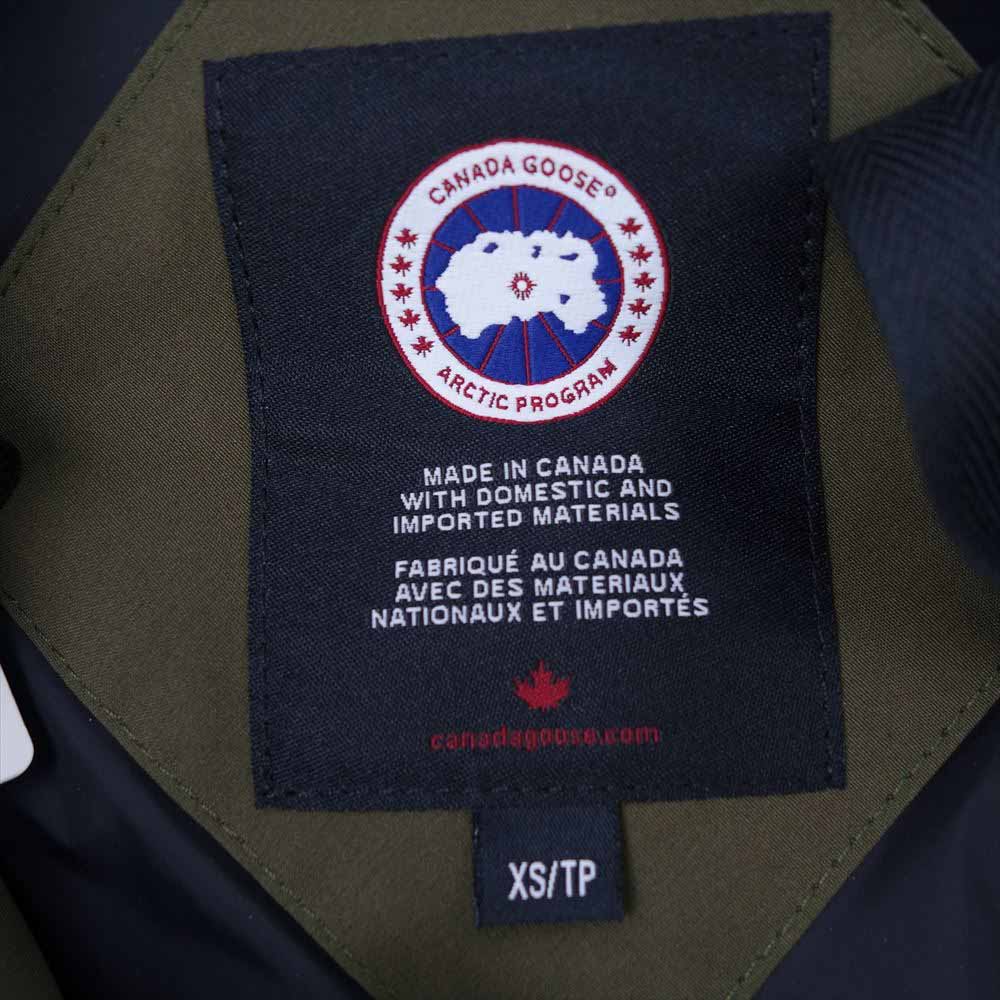 CANADA GOOSE®
ARCTIC PROGRAM
MADE IN CANADA
WITH DOMESTIC AND
IMPORTED MATERIALS
FABRIQUÉ AU CANADA
AVEC DES MATERIAUX
NATIONAUX ET IMPORTÉS
canadagoose.com
XS/TP